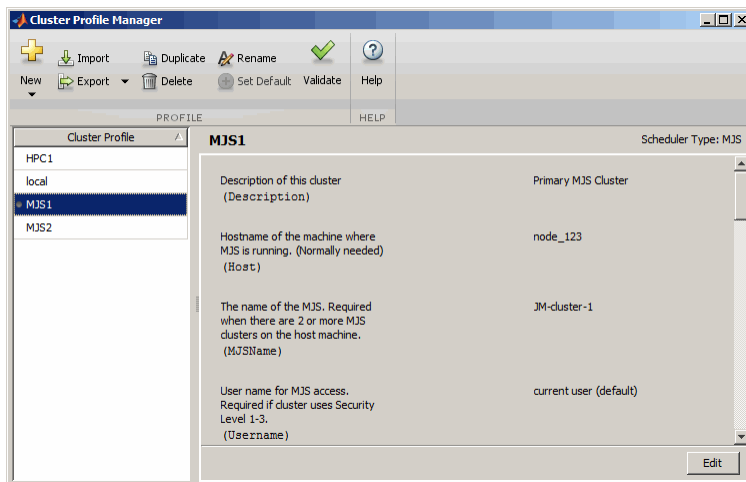 Cluster Profile Manager
Import
Duplicate
Rename
New
Export
Delete
Set Default
Validate
Help
PROFILE
HELP
Cluster Profile
HPC1
local
MJS1
MJS2
MJS1
Scheduler Type: MJS
Description of this cluster
(Description)
Primary MJS Cluster
Hostname of the machine where
MJS is running. (Normally needed)
(Host)
node_123
The name of the MJS. Required
when there are 2 or more MJS
clusters on the host machine.
(MJSName)
JM-cluster-1
User name for MJS access.
Required if cluster uses Security
Level 1-3.
(Username)
current user (default)
Edit